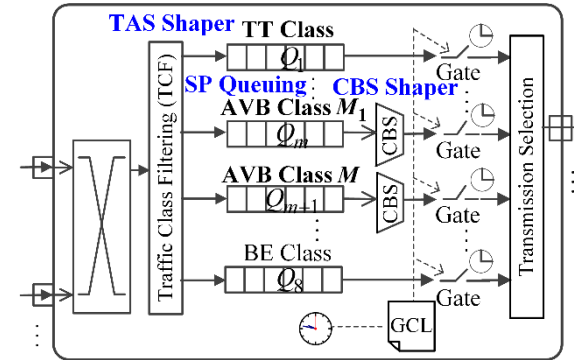 TAS Shaper
TT Class
Q1
Gate
SP Queuing
CBS Shaper
AVB Class M1
Qm
CBS
Gate
AVB Class M
Qm+1
CBS
Gate
BE Class
Q8
Gate
Traffic Class Filtering (TCF)
Transmission Selection
GCL